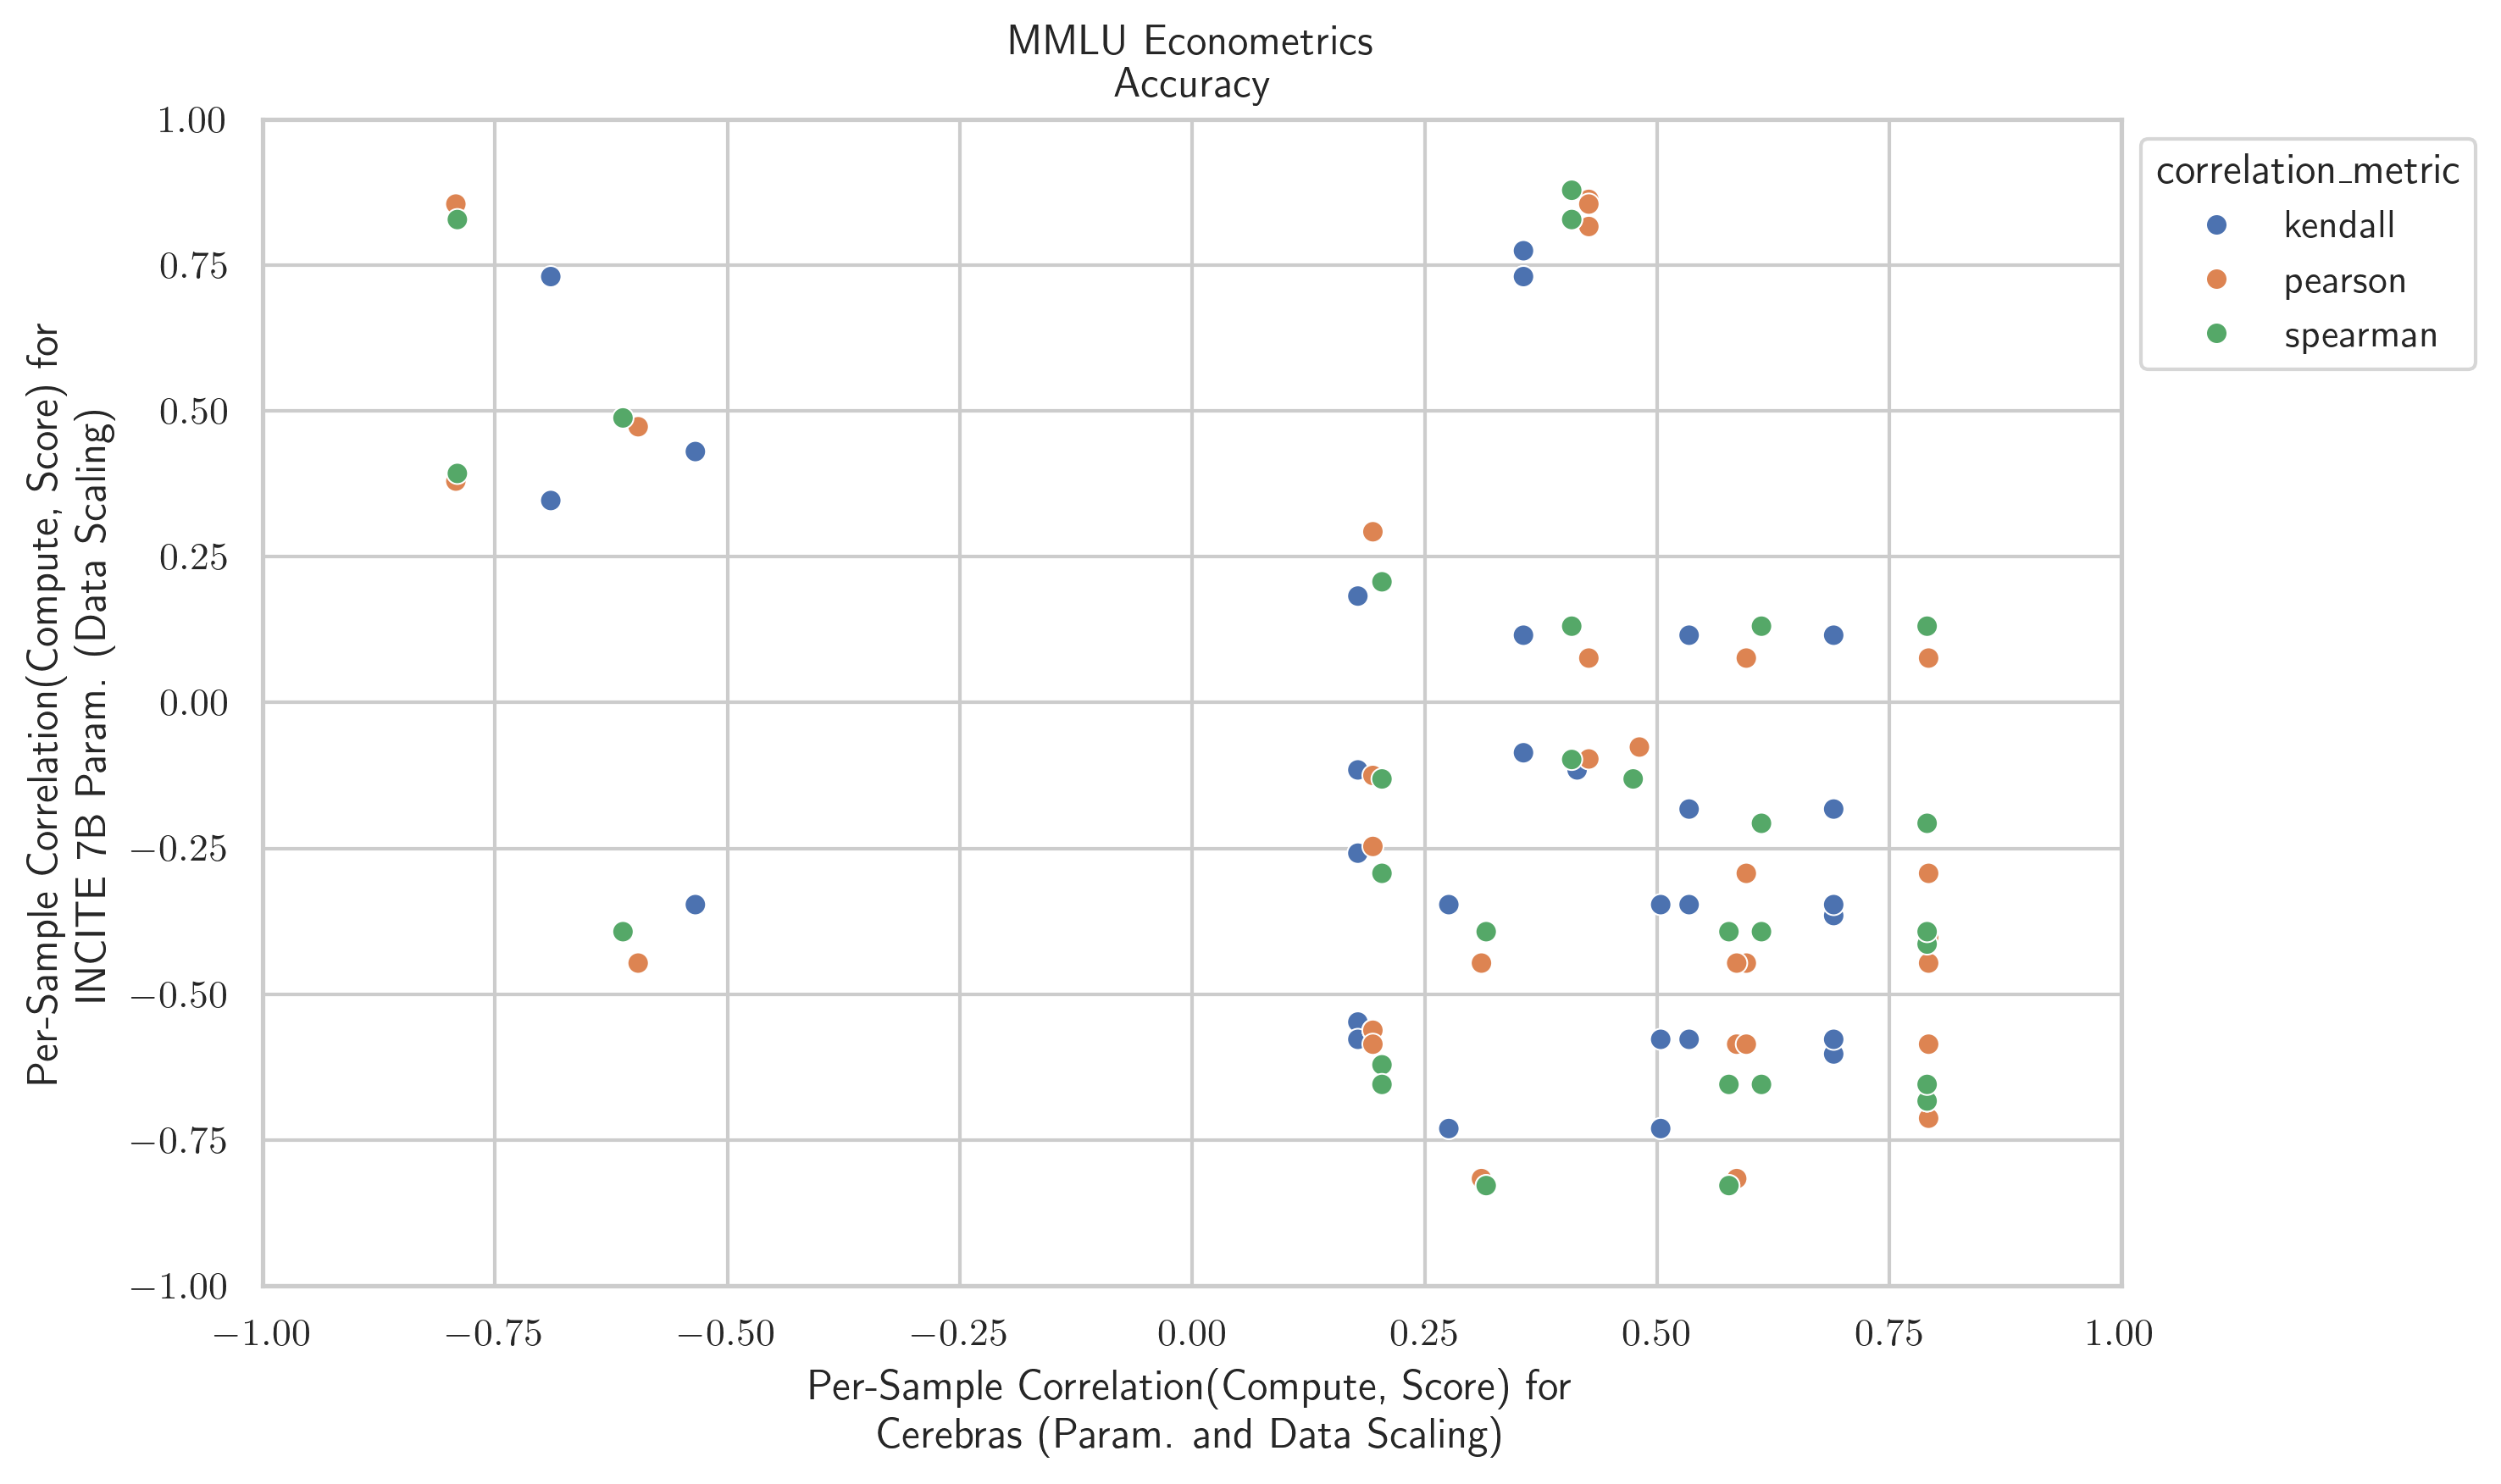 MMLU Econometrics
Accuracy
Per-Sample Correlation(Compute, Score) for
INCITE 7B Param. (Data Scaling)
1.00
0.75
0.50
0.25
0.00
−0.25
−0.50
−0.75
−1.00
−1.00
−0.75
−0.50
−0.25
0.00
0.25
0.50
0.75
1.00
Per-Sample Correlation(Compute, Score) for
Cerebras (Param. and Data Scaling)
correlation_metric
kendall
pearson
spearman